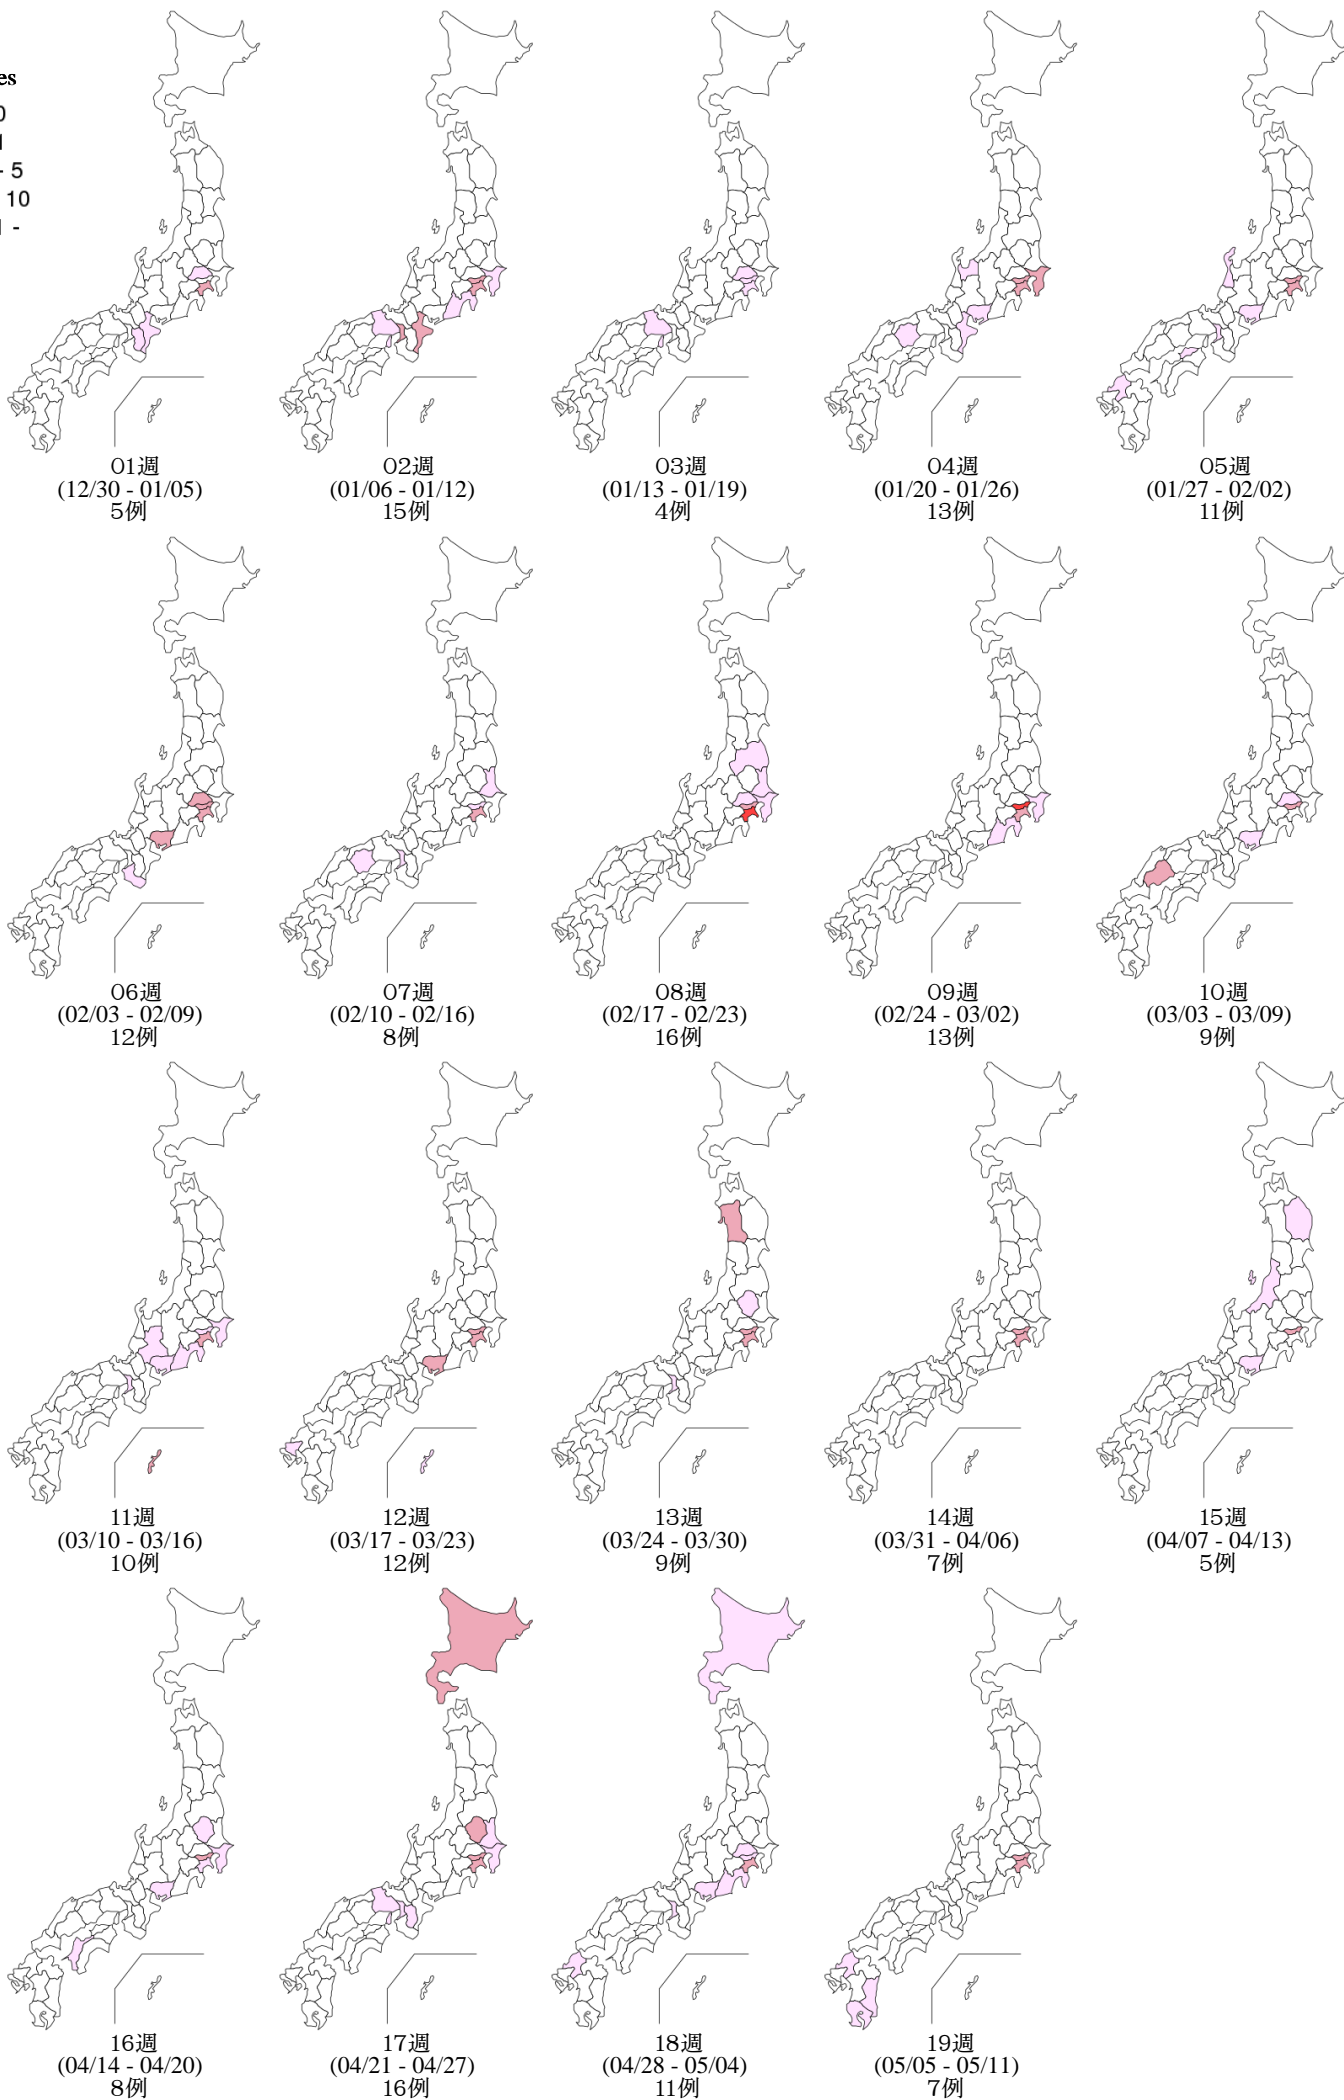 es
0
- 5
10
-
01週
(12/30 - 01/05)
5例
02週
(01/06 - 01/12)
15例
03週
(01/13 - 01/19)
4例
04週
(01/20 - 01/26)
13例
05週
(01/27 - 02/02)
11例
06週
(02/03 - 02/09)
12例
07週
(02/10 - 02/16)
8例
08週
(02/17 - 02/23)
16例
09週
(02/24 - 03/02)
13例
10週
(03/03 - 03/09)
9例
11週
(03/10 - 03/16)
10例
12週
(03/17 - 03/23)
12例
13週
(03/24 - 03/30)
9例
14週
(03/31 - 04/06)
7例
15週
(04/07 - 04/13)
5例
16週
(04/14 - 04/20)
8例
17週
(04/21 - 04/27)
16例
18週
(04/28 - 05/04)
11例
19週
(05/05 - 05/11)
7例